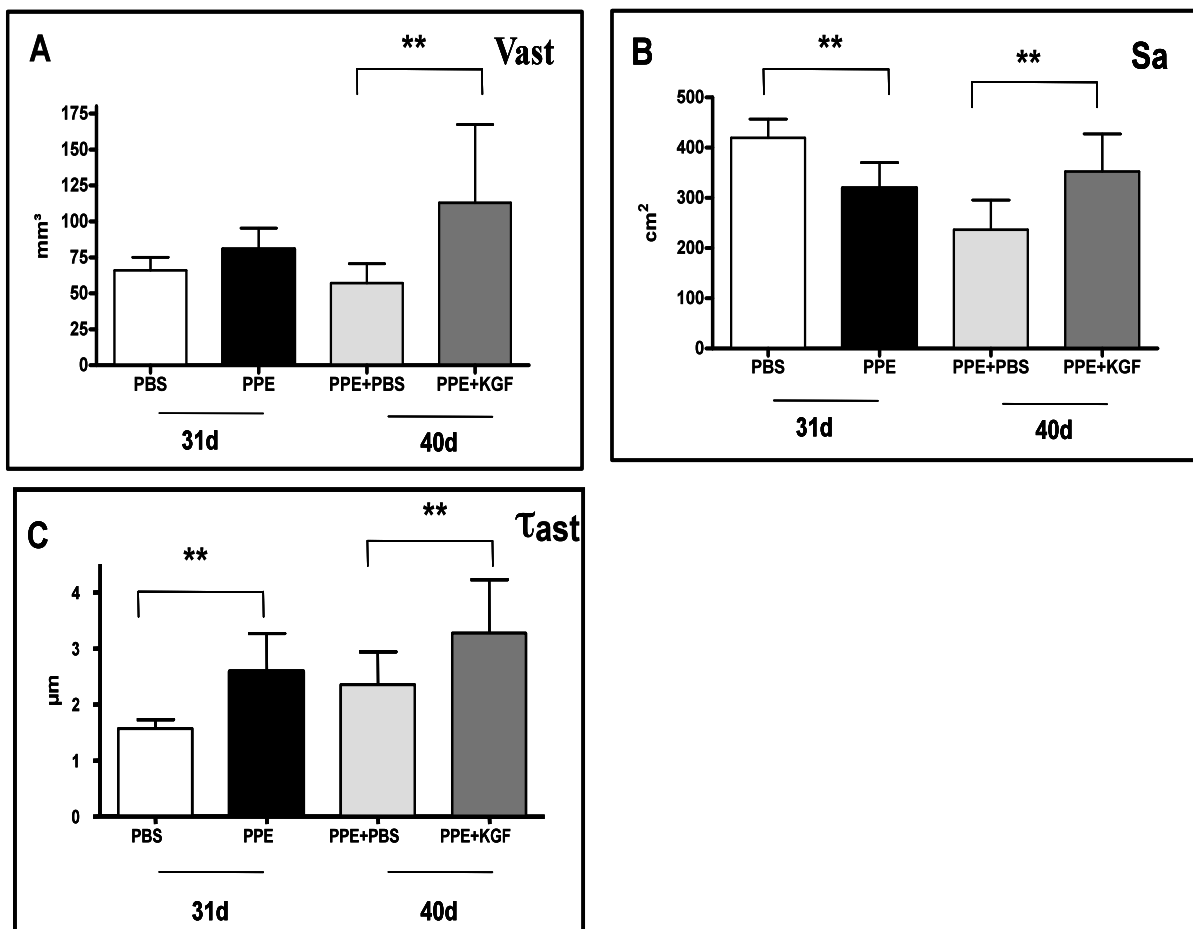 A
Vast
**
mm³
175
150
125
100
75
50
25
0
PBS PPE PPE+PBS PPE+KGF
31d 40d
B
Sa
** **
cm²
500
400
300
200
100
0
PBS PPE PPE+PBS PPE+KGF
31d 40d
C
τast
** **
μm
4
3
2
1
0
PBS PPE PPE+PBS PPE+KGF
31d 40d